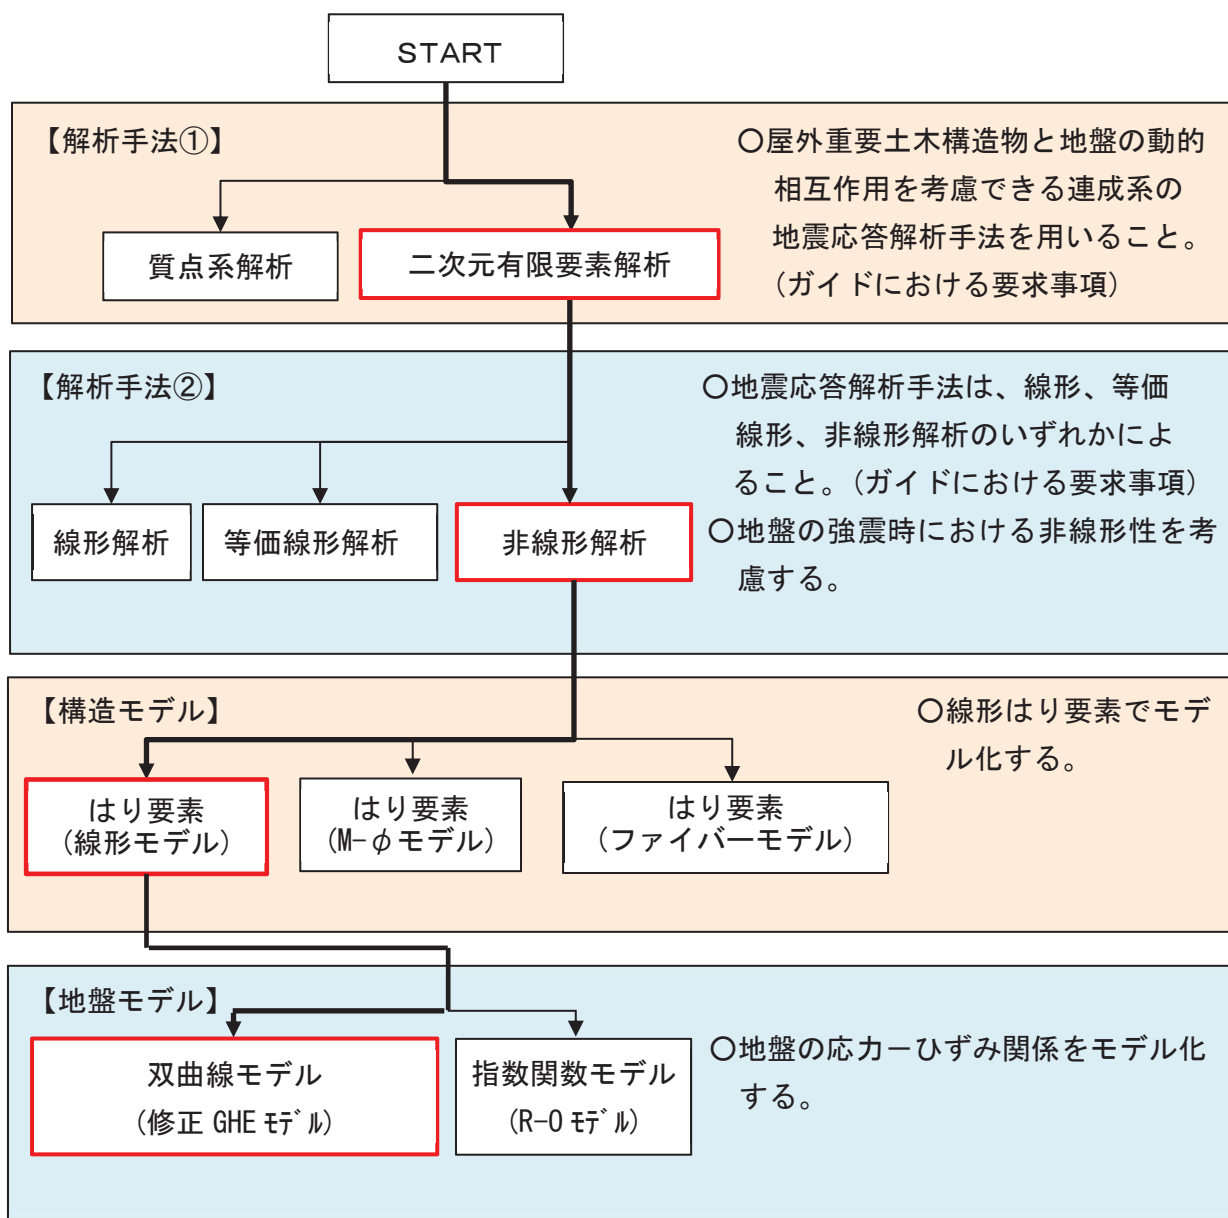 START
【解析手法①】
〇屋外重要土木構造物と地盤の動的
相互作用を考慮できる連成系の
地震応答解析手法を用いること。
(ガイドにおける要求事項)
質点系解析
二次元有限要素解析
【解析手法②】
〇地震応答解析手法は、線形、等価
線形、非線形解析のいずれかによ
ること。(ガイドにおける要求事項)
〇地盤の強震時における非線形性を考
慮する。
線形解析
等価線形解析
非線形解析
【構造モデル】
〇線形はり要素でモデ
ル化する。
はり要素
(線形モデル)
はり要素
(M-φモデル)
はり要素
(ファイバーモデル)
【地盤モデル】
〇地盤の応力－ひずみ関係をモデル化
する。
双曲線モデル
(修正 GHE ﾓﾃﾞﾙ)
指数関数モデル
(R-O ﾓﾃﾞﾙ)